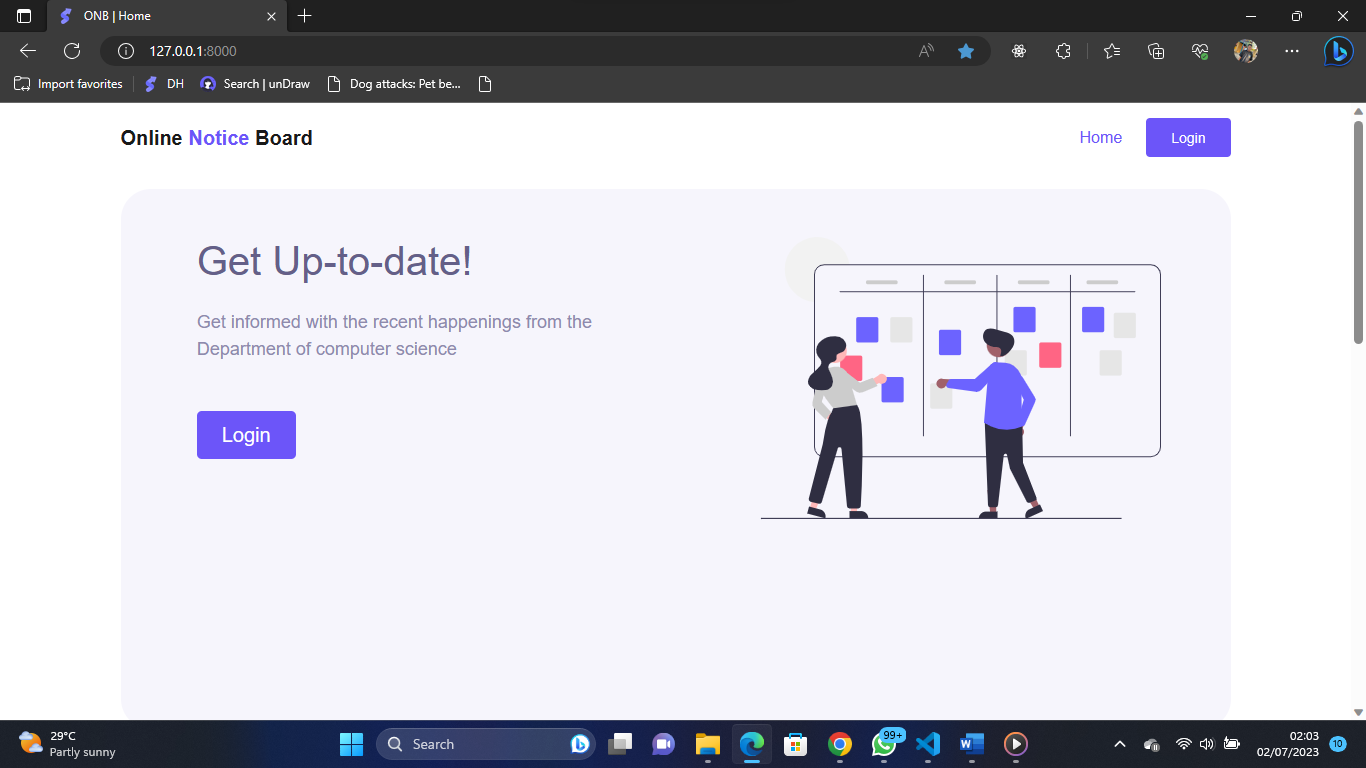 ONB | Home
127.0.0.1:8000
Import favorites
DH
Search | unDraw
Dog attacks: Pet be...
Online Notice Board
Home
Login
Get Up-to-date!
Get informed with the recent happenings from the
Department of computer science
Login
29°C
Partly sunny
Search
99+
02:03
02/07/2023
10